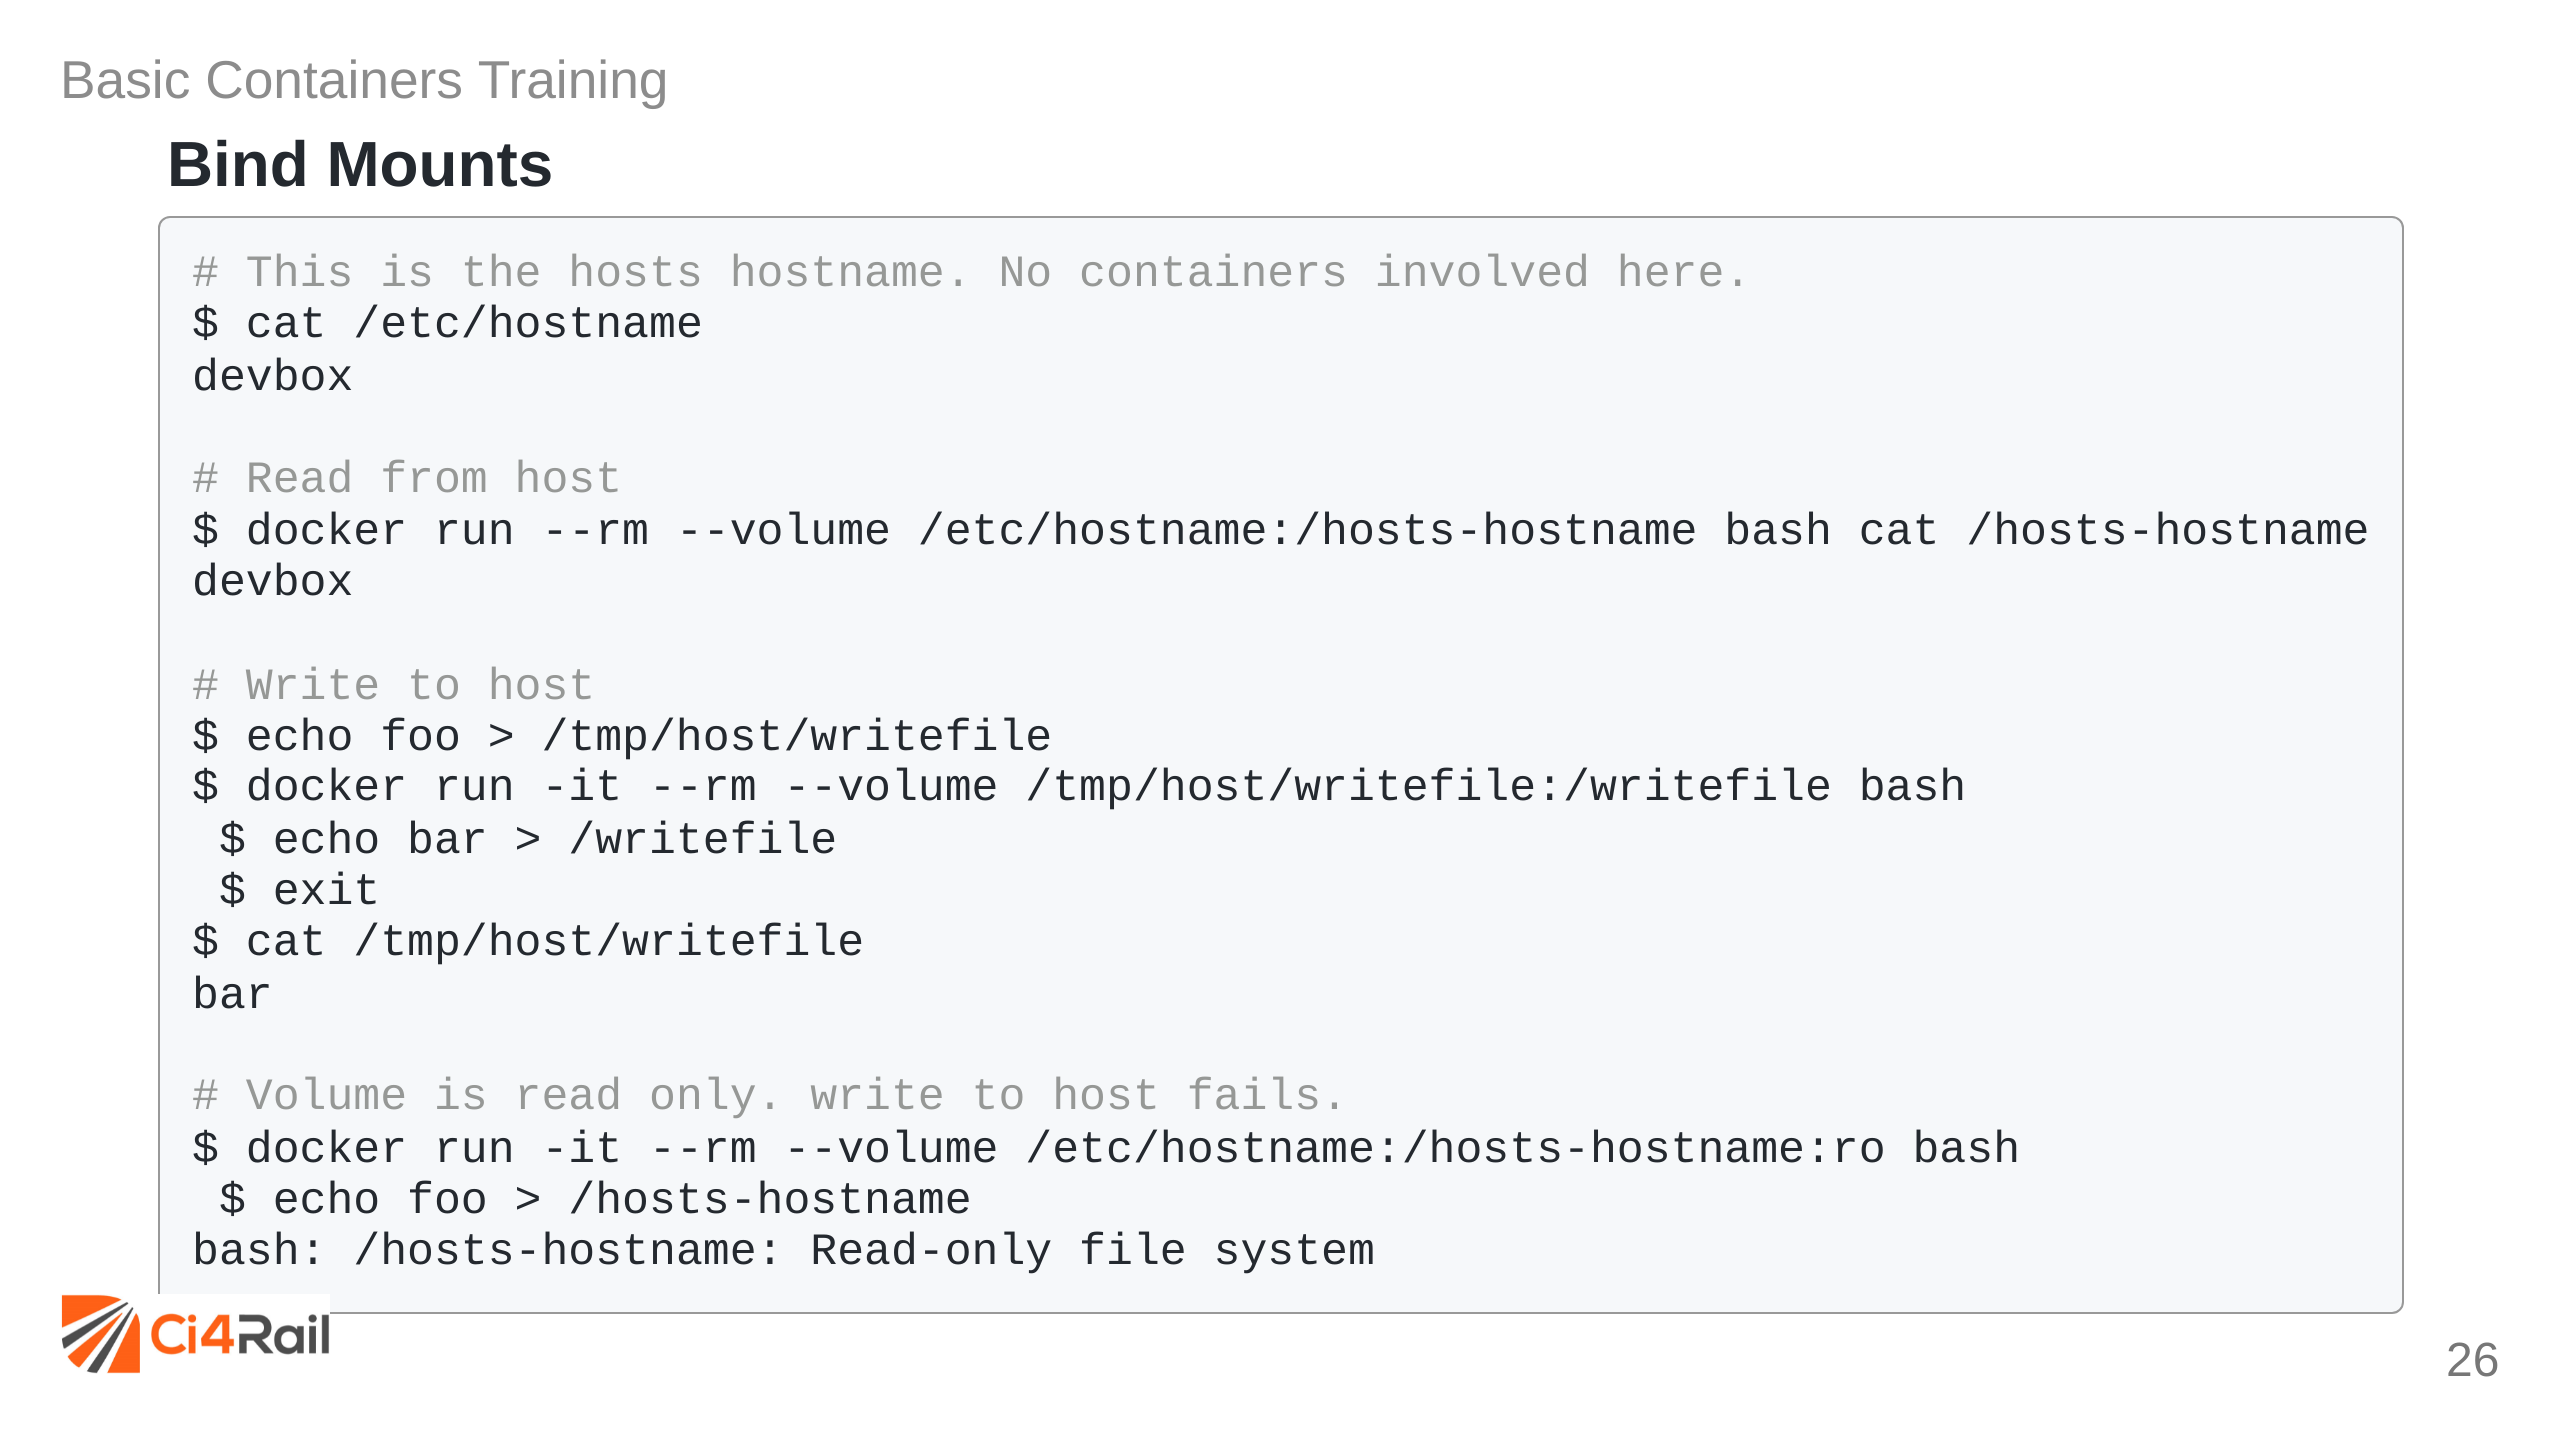 Basic Containers Training
Bind Mounts
# This is the hosts hostname. No containers involved here.
$ cat /etc/hostname
devbox
# Read from host
$ docker run --rm --volume /etc/hostname:/hosts-hostname bash cat /hosts-hostname
devbox
# Write to host
$ echo foo > /tmp/host/writefile
$ docker run -it --rm --volume /tmp/host/writefile:/writefile bash
 $ echo bar > /writefile
 $ exit
$ cat /tmp/host/writefile
bar
# Volume is read only. write to host fails.
$ docker run -it --rm --volume /etc/hostname:/hosts-hostname:ro bash
 $ echo foo > /hosts-hostname
bash: /hosts-hostname: Read-only file system
Ci4Rail
26